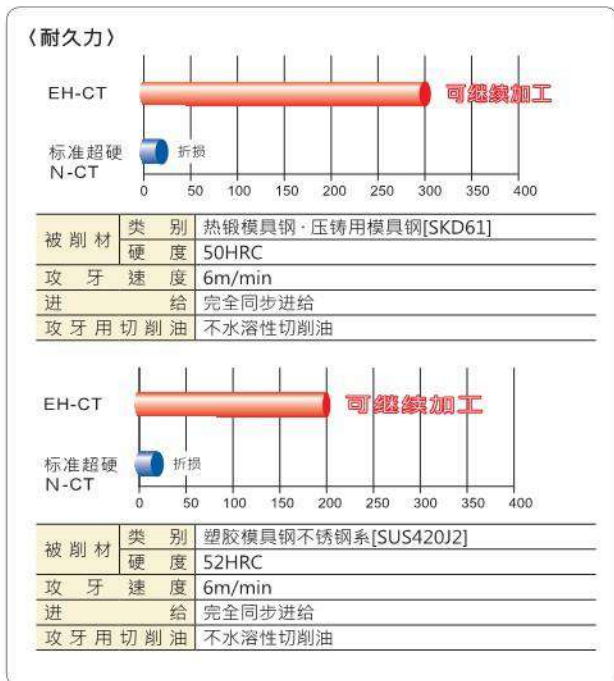 〈耐久力〉
EH-CT
可继续加工
标准超硬
N-CT
折损
0 50 100 150 200 250 300 350 400
被削材 类别 热锻模具钢·压铸用模具钢[SKD61]
硬度 50HRC
攻牙速度 6m/min
进给 完全同步进给
攻牙用切削油 不水溶性切削油
EH-CT
可继续加工
标准超硬
N-CT
折损
0 50 100 150 200 250 300 350 400
被削材 类别 塑胶模具钢不锈钢系[SUS420J2]
硬度 52HRC
攻牙速度 6m/min
进给 完全同步进给
攻牙用切削油 不水溶性切削油